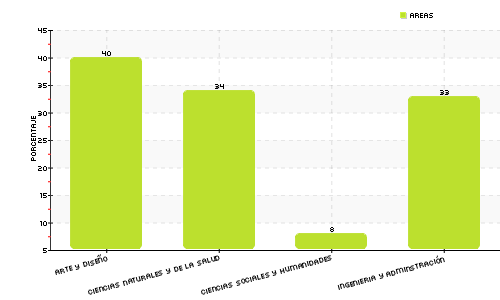 AREAS
45
40
35
30
25
20
15
10
5
PORCENTAJE
40
34
8
33
ARTE Y DISEÑO
CIENCIAS NATURALES Y DE LA SALUD
CIENCIAS SOCIALES Y HUMANIDADES
INGENIERIA Y ADMINSTRACIÓN